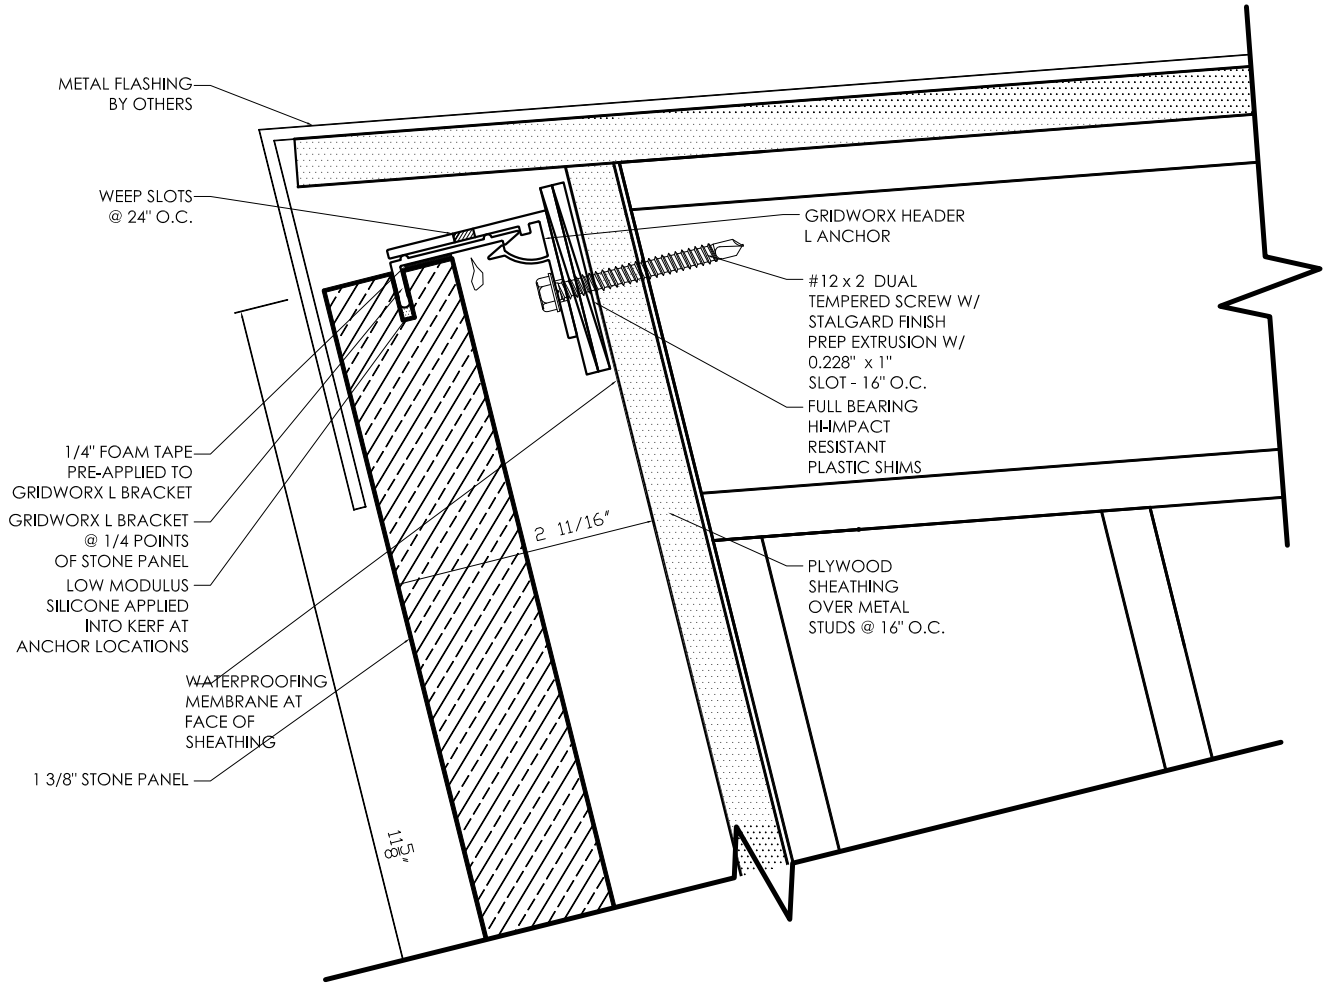 METAL FLASHING
BY OTHERS
WEEP SLOTS
@ 24" O.C.
GRIDWORX HEADER
L ANCHOR
#12 x 2 DUAL
TEMPERED SCREW W/
STALGARD FINISH
PREP EXTRUSION W/
0.228" x 1"
SLOT - 16" O.C.
FULL BEARING
HI-IMPACT
RESISTANT
PLASTIC SHIMS
1/4" FOAM TAPE
PRE-APPLIED TO
GRIDWORX L BRACKET
GRIDWORX L BRACKET
@ 1/4 POINTS
OF STONE PANEL
LOW MODULUS
SILICONE APPLIED
INTO KERF AT
ANCHOR LOCATIONS
2 11/16"
PLYWOOD
SHEATHING
OVER METAL
STUDS @ 16" O.C.
WATERPROOFING
MEMBRANE AT
FACE OF
SHEATHING
1 3/8" STONE PANEL
11 5/8"